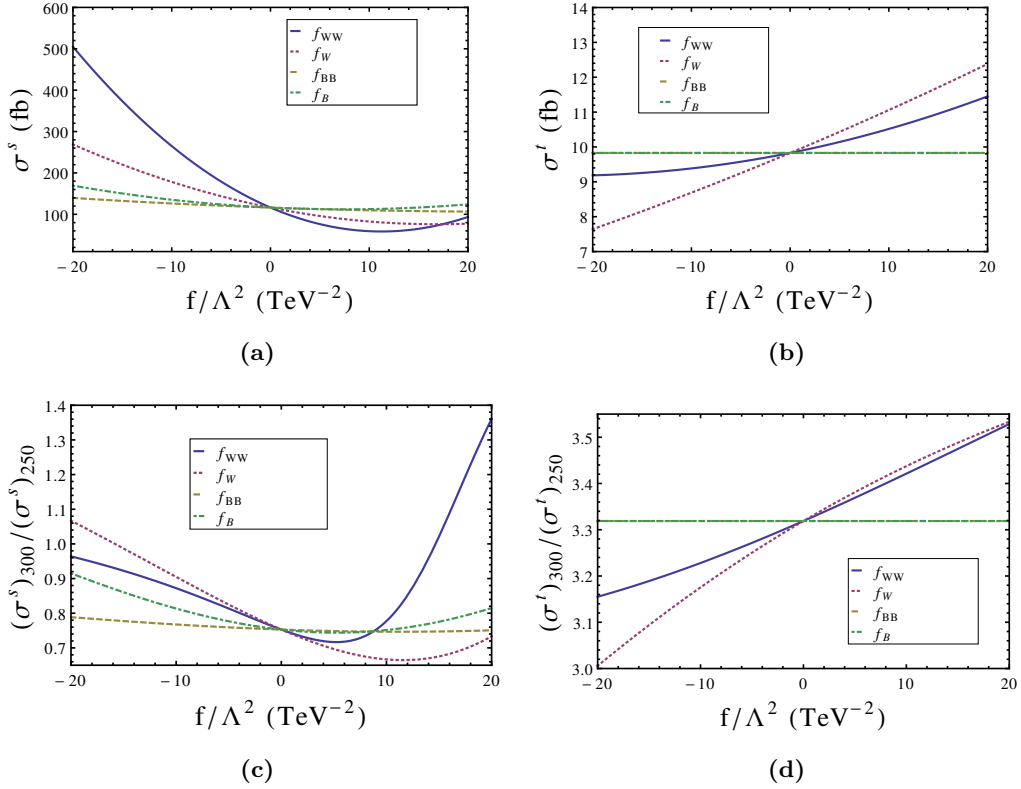 600
500
400
300
200
100
σ^s (fb)
f_WW
f_W
f_BB
f_B
−20 −10 0 10 20
f/Λ² (TeV⁻²)
(a)
14
13
12
11
10
9
8
7
σ^t (fb)
f_WW
f_W
f_BB
f_B
−20 −10 0 10 20
f/Λ² (TeV⁻²)
(b)
1.4
1.3
1.2
1.1
1.0
0.9
0.8
0.7
(σ^s)_300/(σ^s)_250
f_WW
f_W
f_BB
f_B
−20 −10 0 10 20
f/Λ² (TeV⁻²)
(c)
3.5
3.4
3.3
3.2
3.1
3.0
(σ^t)_300/(σ^t)_250
f_WW
f_W
f_BB
f_B
−20 −10 0 10 20
f/Λ² (TeV⁻²)
(d)